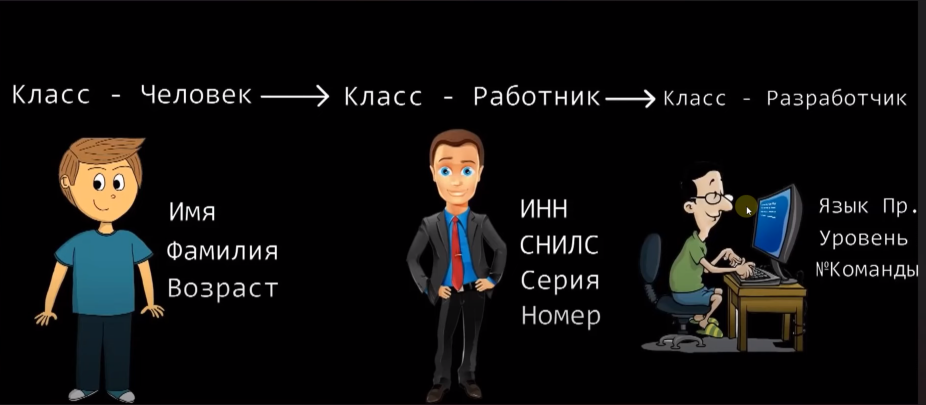 Класс - Человек
Класс - Работник
Класс - Разработчик
Имя
Фамилия
Возраст
ИНН
СНИЛС
Серия
Номер
Язык Пр.
Уровень
№Команды